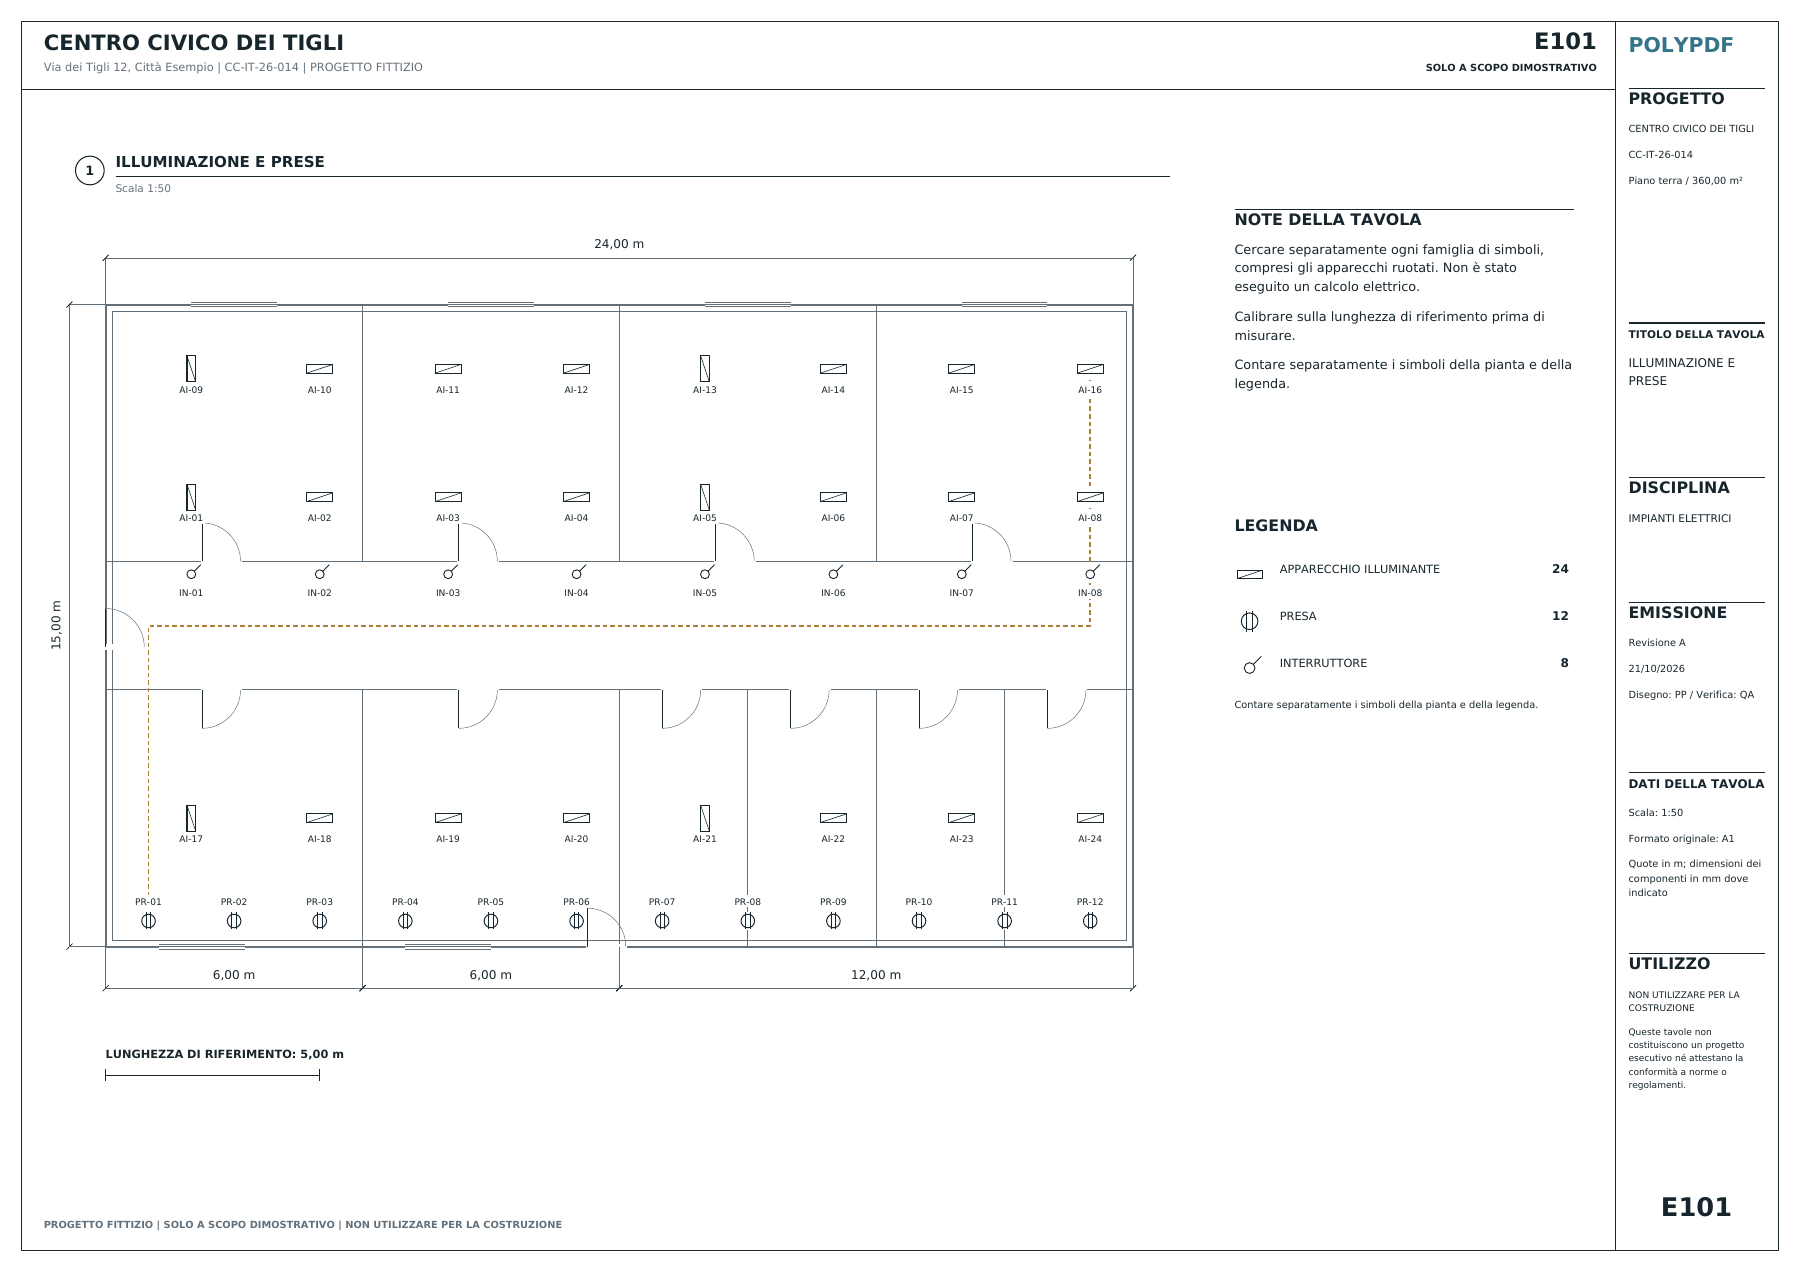 CENTRO CIVICO DEI TIGLI
Via dei Tigli 12, Città Esempio | CC-IT-26-014 | PROGETTO FITTIZIO
E101
SOLO A SCOPO DIMOSTRATIVO
1
ILLUMINAZIONE E PRESE
Scala 1:50
24,00 m
15,00 m
AI-09 AI-10 AI-11 AI-12 AI-13 AI-14 AI-15 AI-16
AI-01 AI-02 AI-03 AI-04 AI-05 AI-06 AI-07 AI-08
IN-01 IN-02 IN-03 IN-04 IN-05 IN-06 IN-07 IN-08
AI-17 AI-18 AI-19 AI-20 AI-21 AI-22 AI-23 AI-24
PR-01 PR-02 PR-03 PR-04 PR-05 PR-06 PR-07 PR-08 PR-09 PR-10 PR-11 PR-12
6,00 m 6,00 m 12,00 m
LUNGHEZZA DI RIFERIMENTO: 5,00 m
NOTE DELLA TAVOLA
Cercare separatamente ogni famiglia di simboli,
compresi gli apparecchi ruotati. Non è stato
eseguito un calcolo elettrico.
Calibrare sulla lunghezza di riferimento prima di
misurare.
Contare separatamente i simboli della pianta e della
legenda.
LEGENDA
APPARECCHIO ILLUMINANTE 24
PRESA 12
INTERRUTTORE 8
Contare separatamente i simboli della pianta e della legenda.
POLYPDF
PROGETTO
CENTRO CIVICO DEI TIGLI
CC-IT-26-014
Piano terra / 360,00 m²
TITOLO DELLA TAVOLA
ILLUMINAZIONE E
PRESE
DISCIPLINA
IMPIANTI ELETTRICI
EMISSIONE
Revisione A
21/10/2026
Disegno: PP / Verifica: QA
DATI DELLA TAVOLA
Scala: 1:50
Formato originale: A1
Quote in m; dimensioni dei
componenti in mm dove
indicato
UTILIZZO
NON UTILIZZARE PER LA
COSTRUZIONE
Queste tavole non
costituiscono un progetto
esecutivo né attestano la
conformità a norme o
regolamenti.
E101
PROGETTO FITTIZIO | SOLO A SCOPO DIMOSTRATIVO | NON UTILIZZARE PER LA COSTRUZIONE